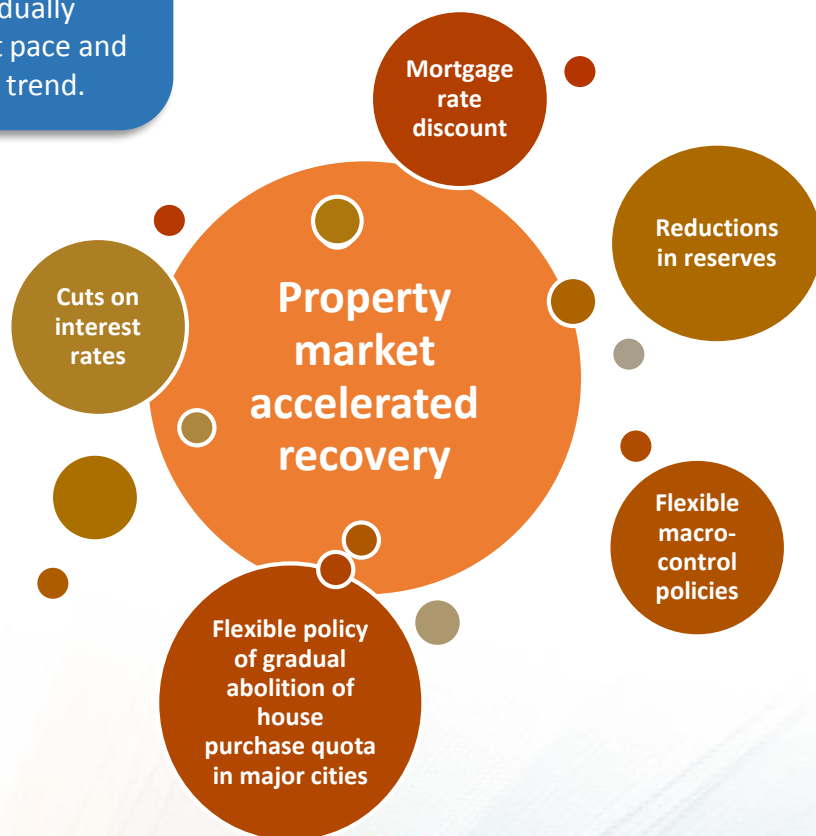 dually
pace and
trend.
Mortgage
rate
discount
Reductions
in reserves
Cuts on
interest
rates
Property
market
accelerated
recovery
Flexible
macro-
control
policies
Flexible policy
of gradual
abolition of
house
purchase quota
in major cities